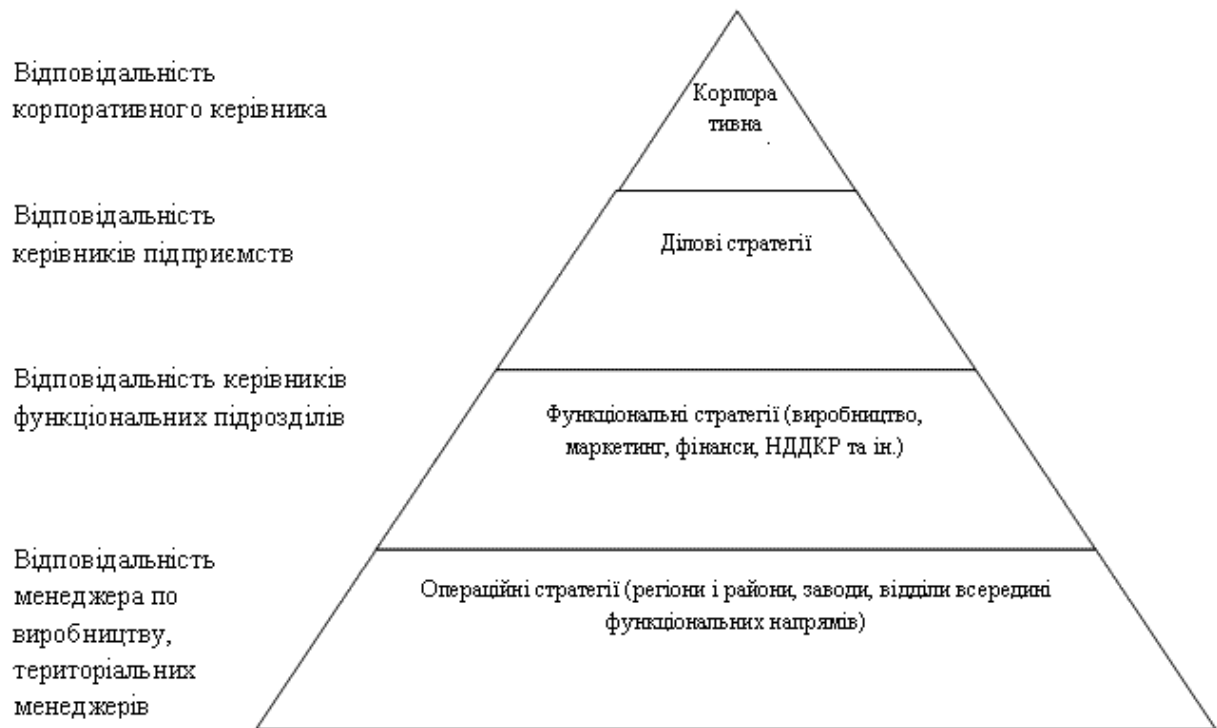 Відповідальність
корпоративного керівника
Корпора
тивна
.
Відповідальність
керівників підприємств
Ділові стратегії
Відповідальність керівників
функціональних підрозділів
Функціональні стратегії (виробництво,
маркетинг, фінанси, НДДКР та ін.)
Відповідальність
менеджера по
виробництву,
територіальних
менеджерів
Операційні стратегії (регіони і райони, заводи, відділи всередині
функціональних напрямів)